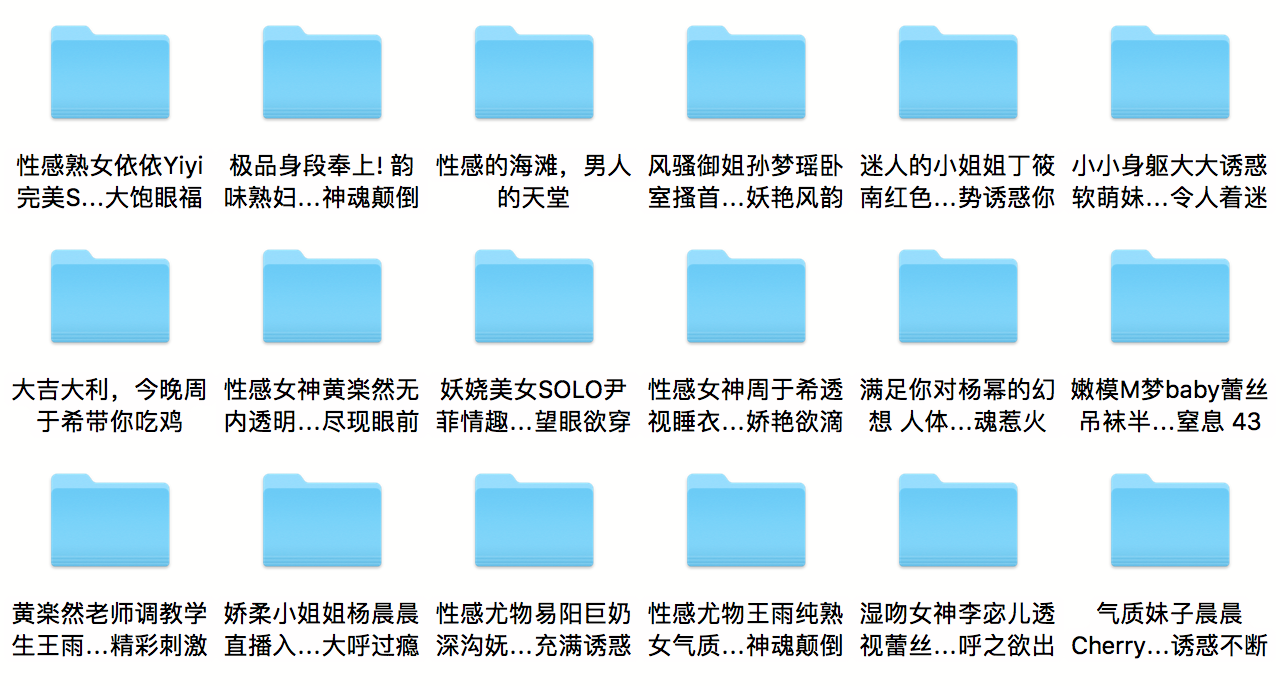 性感熟女依依Yiyi
完美S...大饱眼福
极品身段奉上! 韵
味熟妇...神魂颠倒
性感的海滩，男人
的天堂
风骚御姐孙梦瑶卧
室搔首...妖艳风韵
迷人的小姐姐丁筱
南红色...势诱惑你
小小身躯大大诱惑
软萌妹...令人着迷
大吉大利，今晚周
于希带你吃鸡
性感女神黄楽然无
内透明...尽现眼前
妖娆美女SOLO尹
菲情趣...望眼欲穿
性感女神周于希透
视睡衣...娇艳欲滴
满足你对杨幂的幻
想 人体...魂惹火
嫩模M梦baby蕾丝
吊袜半...窒息 43
黄楽然老师调教学
生王雨...精彩刺激
娇柔小姐姐杨晨晨
直播入...大呼过瘾
性感尤物易阳巨奶
深沟妩...充满诱惑
性感尤物王雨纯熟
女气质...神魂颠倒
湿吻女神李宓儿透
视蕾丝...呼之欲出
气质妹子晨晨
Cherry...诱惑不断